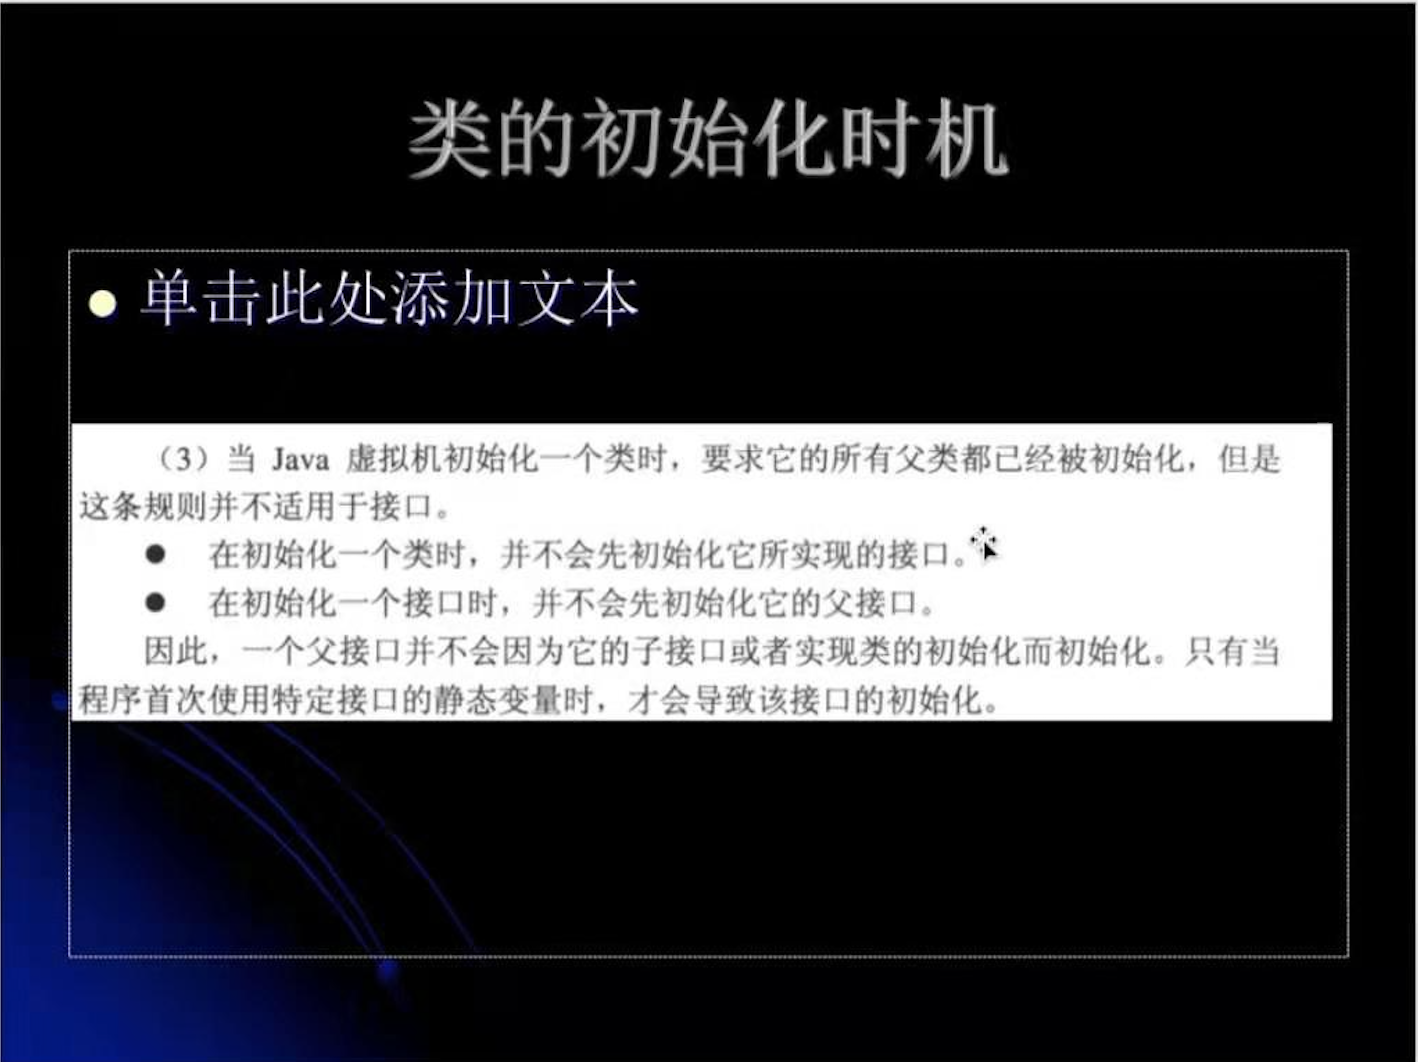 类的初始化时机
单击此处添加文本
（3）当 Java 虚拟机初始化一个类时，要求它的所有父类都已经被初始化，但是
这条规则并不适用于接口。
● 在初始化一个类时，并不会先初始化它所实现的接口。
● 在初始化一个接口时，并不会先初始化它的父接口。
因此，一个父接口并不会因为它的子接口或者实现类的初始化而初始化。只有当
程序首次使用特定接口的静态变量时，才会导致该接口的初始化。